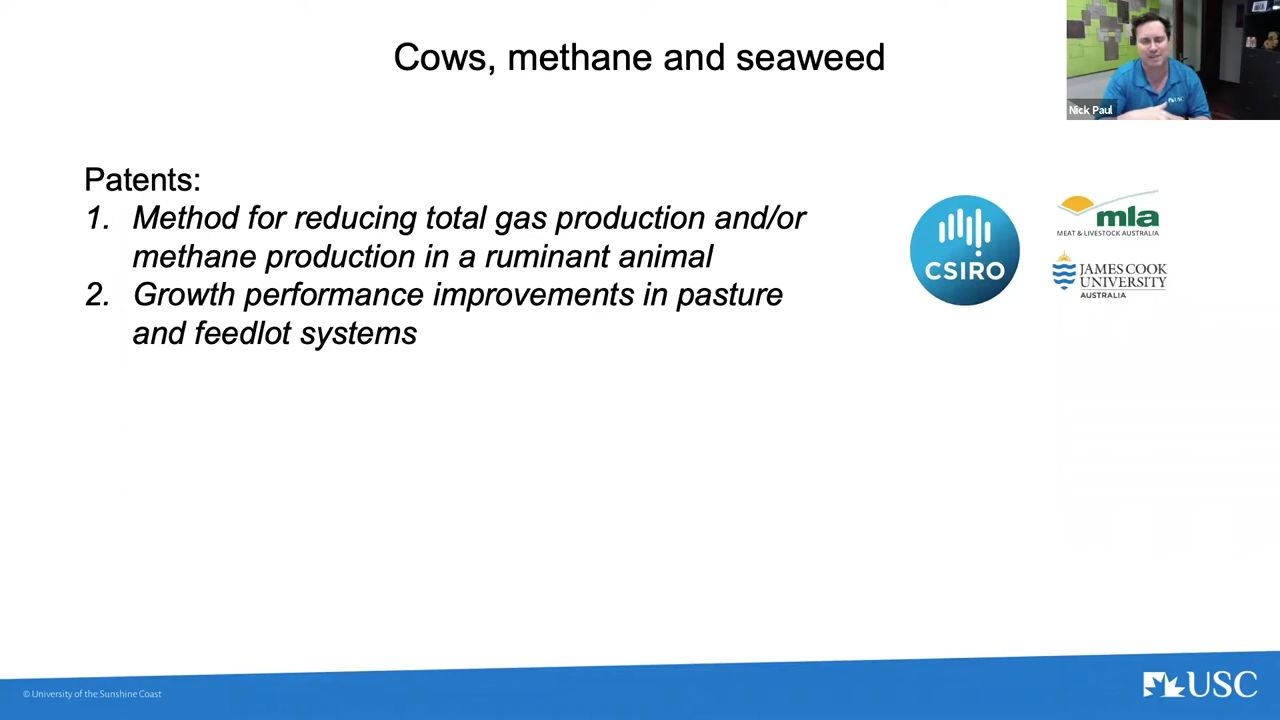 Cows, methane and seaweed
USC
Nick Paul
Patents:
1. Method for reducing total gas production and/or
methane production in a ruminant animal
2. Growth performance improvements in pasture
and feedlot systems
CSIRO
mla
MEAT & LIVESTOCK AUSTRALIA
JAMES COOK
UNIVERSITY
AUSTRALIA
© University of the Sunshine Coast
USC